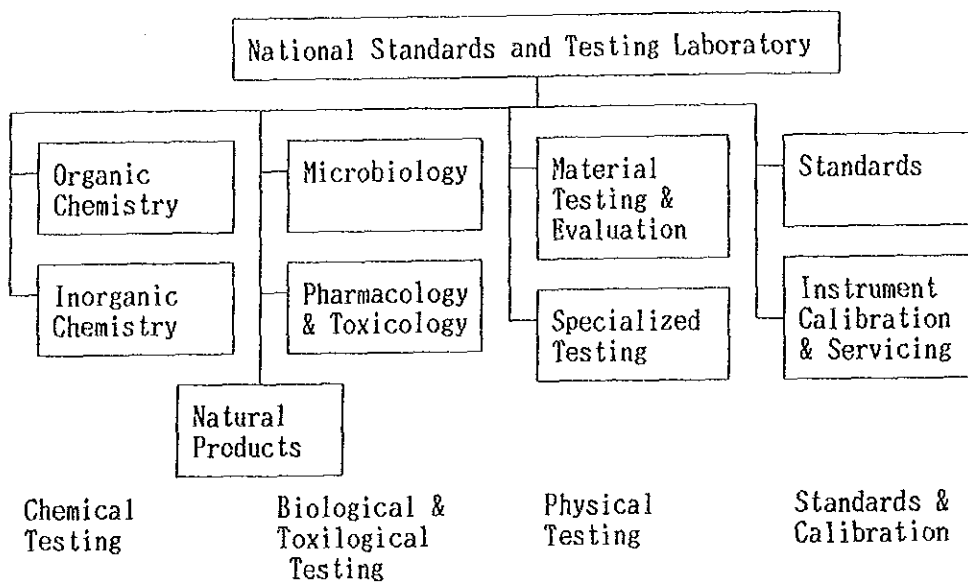 National Standards and Testing Laboratory
Organic
Chemistry
Microbiology
Material
Testing &
Evaluation
Standards
Inorganic
Chemistry
Pharmacology
& Toxicology
Specialized
Testing
Instrument
Calibration
& Servicing
Natural
Products
Chemical
Testing
Biological &
Toxilogical
Testing
Physical
Testing
Standards &
Calibration